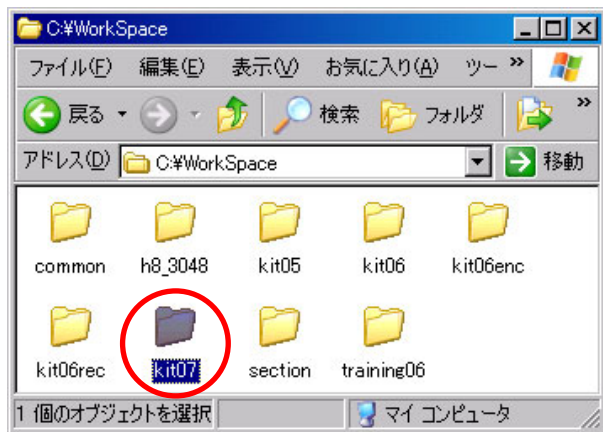 C:¥WorkSpace
ファイル(F) 編集(E) 表示(V) お気に入り(A) ツー »
戻る 検索 フォルダ »
アドレス(D) C:¥WorkSpace 移動
common h8_3048 kit05 kit06 kit06enc
kit06rec kit07 section training06
1 個のオブジェクトを選択 マイ コンピュータ